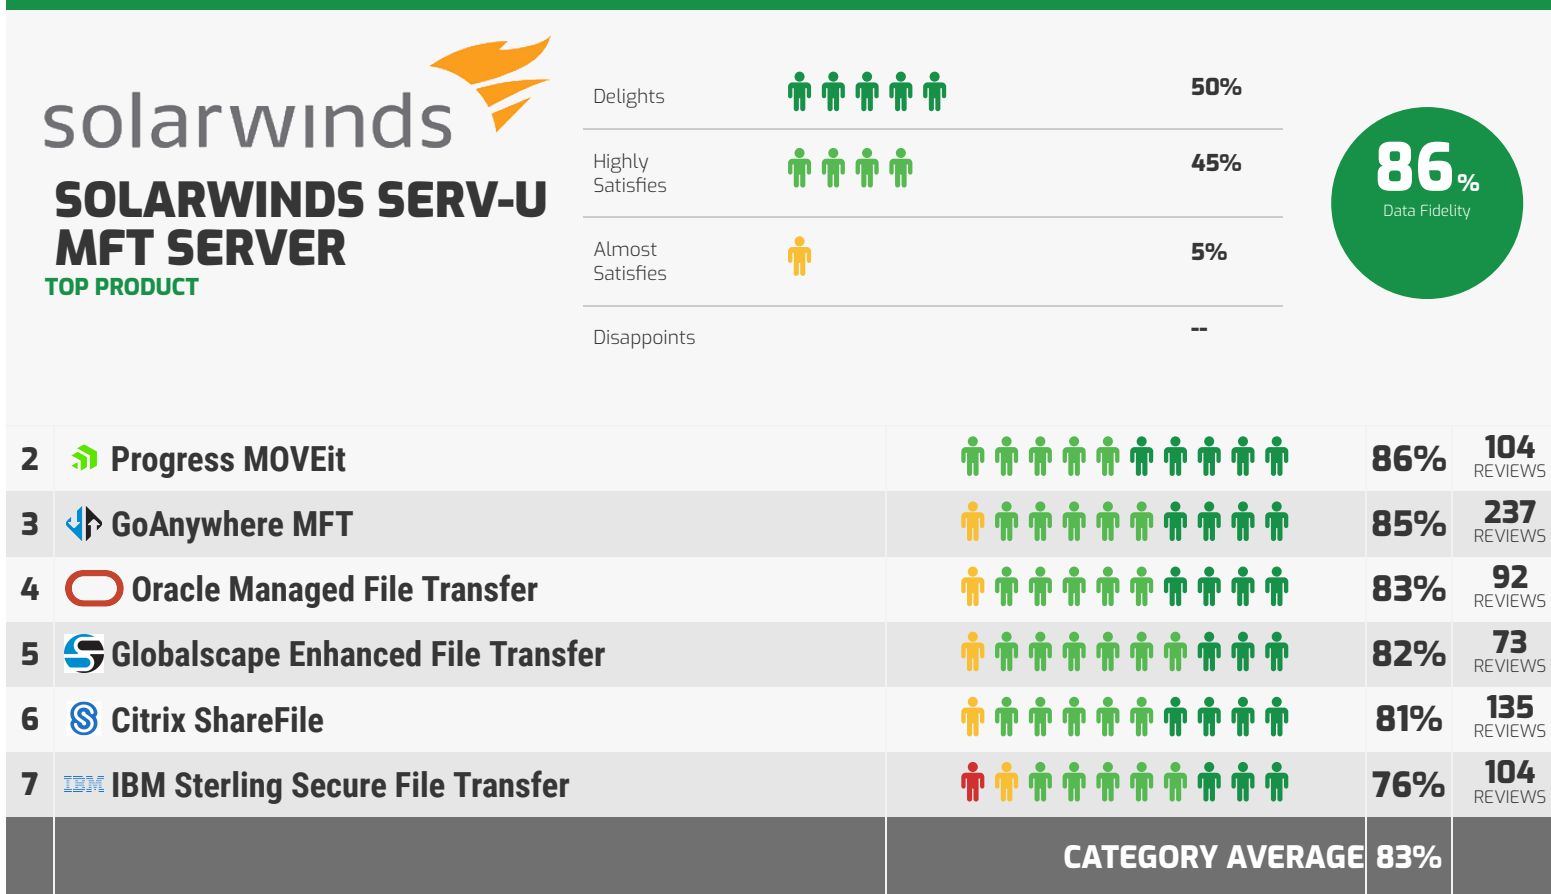 solarwinds
SOLARWINDS SERV-U
MFT SERVER
TOP PRODUCT
Delights
50%
Highly
Satisfies
45%
Almost
Satisfies
5%
Disappoints
--
86%
Data Fidelity
2 Progress MOVEit 86% 104
REVIEWS
3 GoAnywhere MFT 85% 237
REVIEWS
4 Oracle Managed File Transfer 83% 92
REVIEWS
5 Globalscape Enhanced File Transfer 82% 73
REVIEWS
6 Citrix ShareFile 81% 135
REVIEWS
7 IBM IBM Sterling Secure File Transfer 76% 104
REVIEWS
CATEGORY AVERAGE 83%